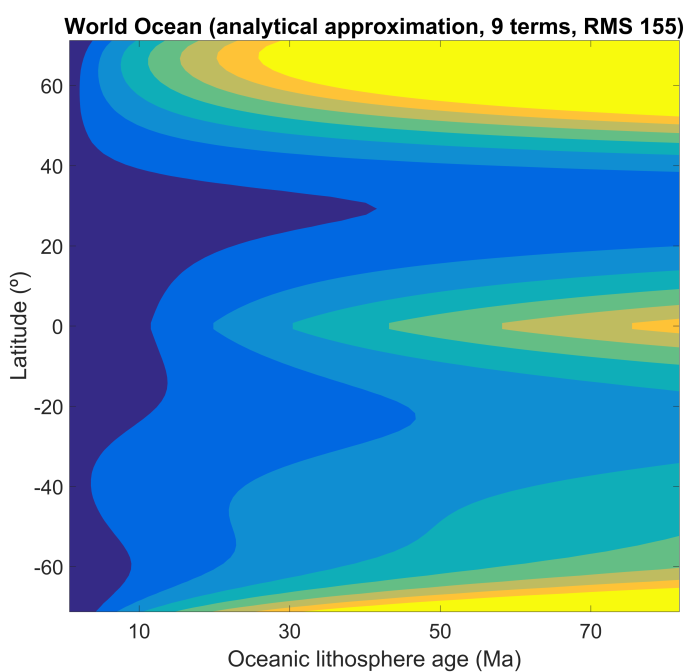 World Ocean (analytical approximation, 9 terms, RMS 155)
60
40
20
0
-20
-40
-60
Latitude (º)
10 30 50 70
Oceanic lithosphere age (Ma)